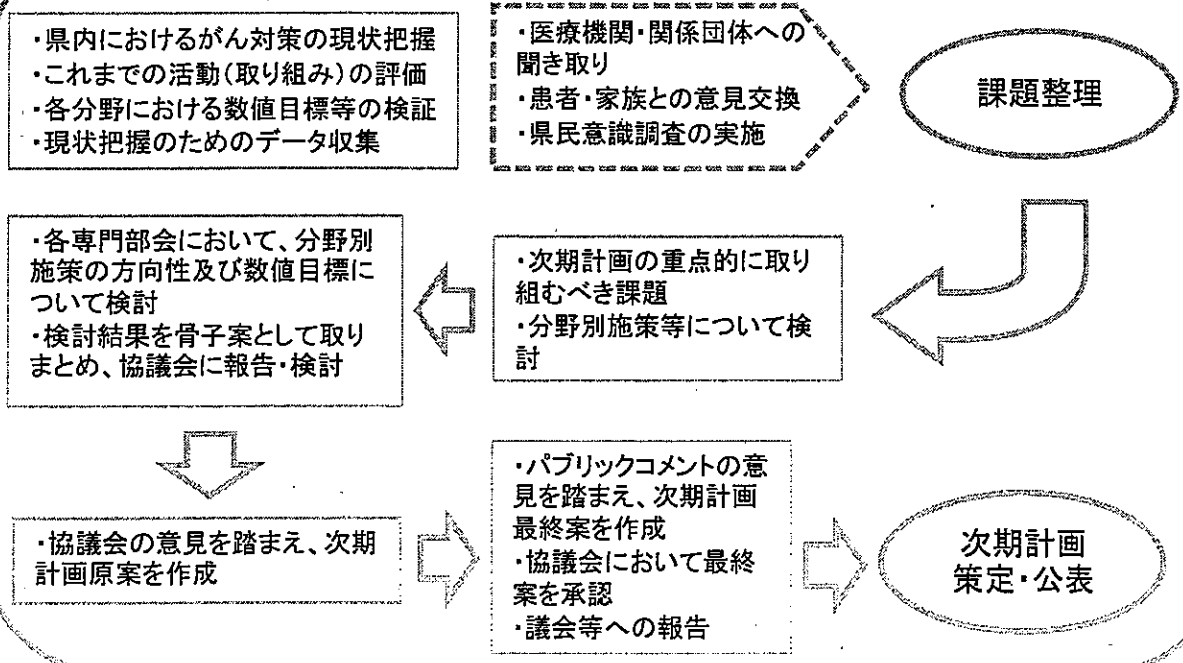 ・県内におけるがん対策の現状把握
・これまでの活動(取り組み)の評価
・各分野における数値目標等の検証
・現状把握のためのデータ収集
・医療機関・関係団体への
聞き取り
・患者・家族との意見交換
・県民意識調査の実施
課題整理
・次期計画の重点的に取り
組むべき課題
・分野別施策等について検
討
・各専門部会において、分野別
施策の方向性及び数値目標に
ついて検討
・検討結果を骨子案として取り
まとめ、協議会に報告・検討
・協議会の意見を踏まえ、次期
計画原案を作成
・パブリックコメントの意
見を踏まえ、次期計画
最終案を作成
・協議会において最終
案を承認
・議会等への報告
次期計画
策定・公表